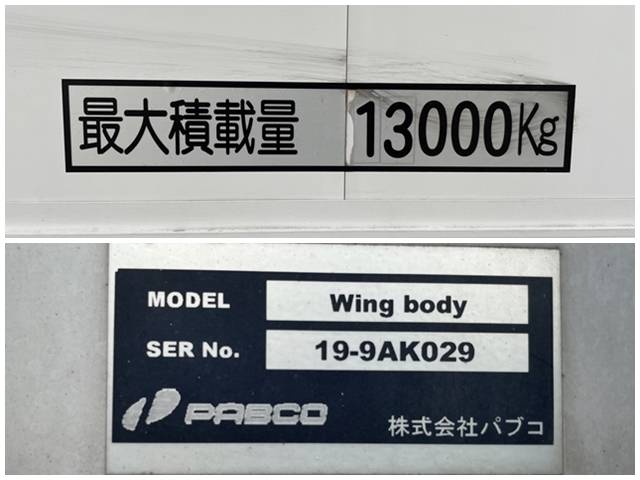 最大積載量 13000Kg
MODEL Wing body
SER No. 19-9AK029
PABCO 株式会社パブコ